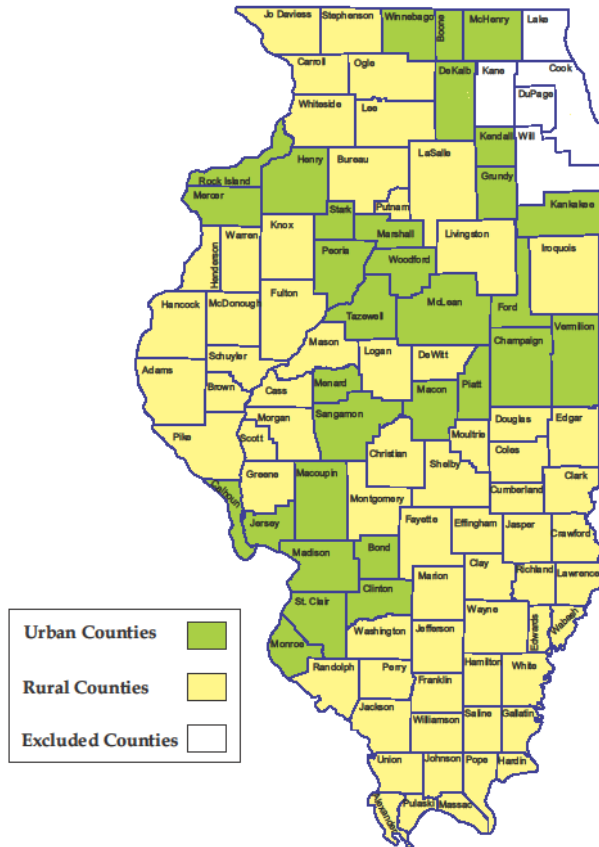 Jo Daviess Stephenson Winnebago Boone McHenry Lake
Carroll Ogle DeKalb Kane Cook
DuPage
Whiteside Lee
Kendall Will
Henry Bureau LaSalle
Rock Island Grundy
Mercer Putnam Kankakee
Stark
Knox Marshall Livingston
Warren Iroquois
Henderson Peoria Woodford
Fulton McLean Ford
Hancock McDonough Tazewell
Mason Champaign Vermilion
Logan DeWitt
Schuyler
Adams Menard Piatt
Brown Cass Macon
Sangamon
Morgan Douglas Edgar
Pike Scott Christian Moultrie Coles
Shelby
Greene Macoupin Clark
Calhoun Montgomery Cumberland
Fayette Effingham Jasper
Jersey Crawford
Madison Bond
Clay Richland Lawrence
Marion
Clinton
St. Clair Wayne
Edwards Wabash
Washington Jefferson
Monroe
Randolph Perry Hamilton White
Franklin
Jackson
Williamson Saline Gallatin
Union Johnson Pope Hardin
Alexander Pulaski Massac
Urban Counties
Rural Counties
Excluded Counties